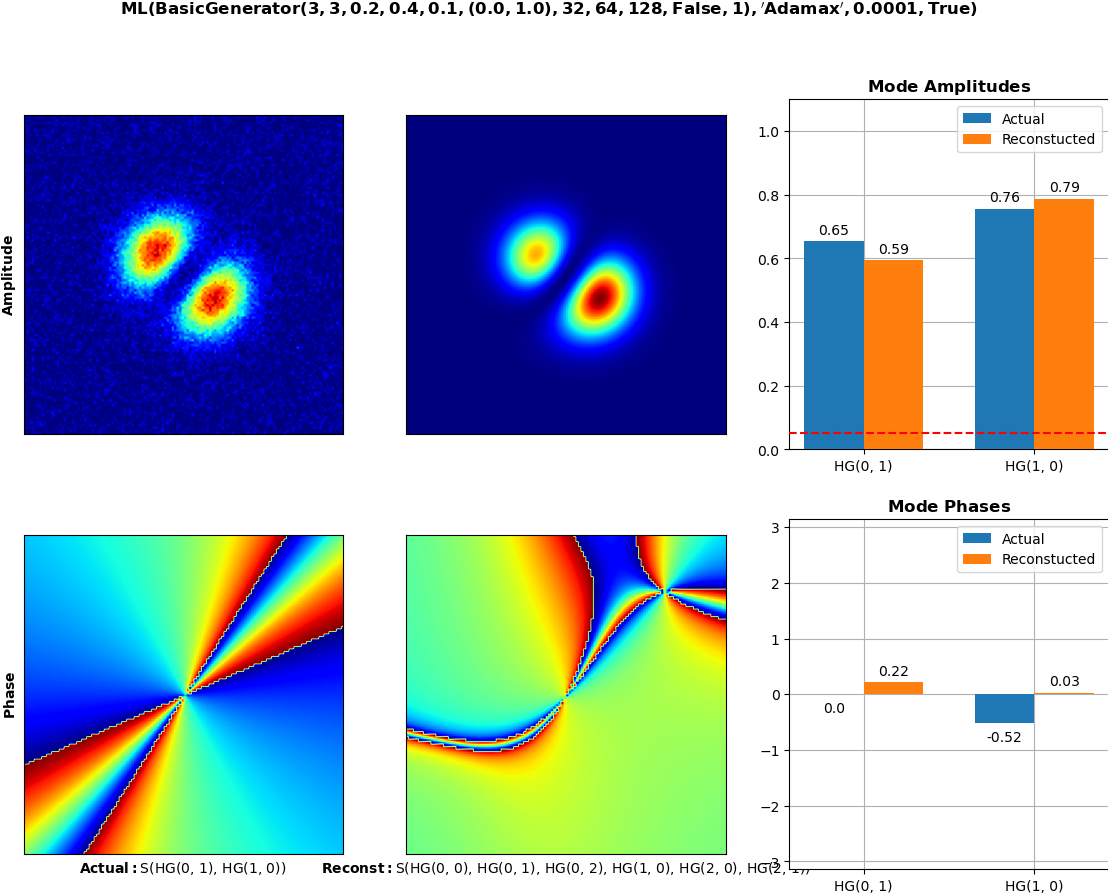 ML(BasicGenerator(3, 3, 0.2, 0.4, 0.1, (0.0, 1.0), 32, 64, 128, False, 1), ′Adamax′, 0.0001, True)
Mode Amplitudes
Amplitude
1.0
0.8
0.6
0.4
0.2
0.0
Actual
Reconstucted
0.65
0.59
0.76
0.79
HG(0, 1)
HG(1, 0)
Mode Phases
Phase
3
2
1
0
−1
−2
−3
Actual
Reconstucted
0.0
0.22
-0.52
0.03
HG(0, 1)
HG(1, 0)
Actual: S(HG(0, 1), HG(1, 0))
Reconst: S(HG(0, 0), HG(0, 1), HG(0, 2), HG(1, 0), HG(2, 0), HG(2, 1))